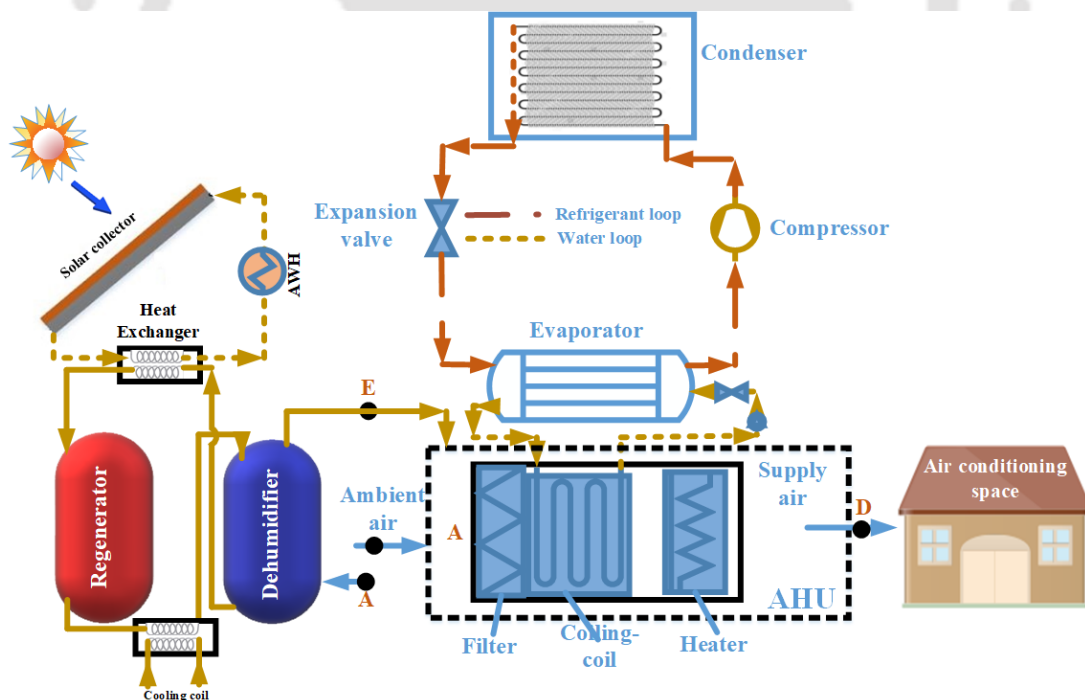 Condenser
Solar collector
Expansion
valve
Refrigerant loop
Water loop
Compressor
AWH
Heat
Exchanger
Evaporator
E
Regenerator
Dehumidifier
Ambient
air
A
A
Supply
air
D
Air conditioning
space
AHU
Filter
Colling-
coil
Heater
Cooling coil